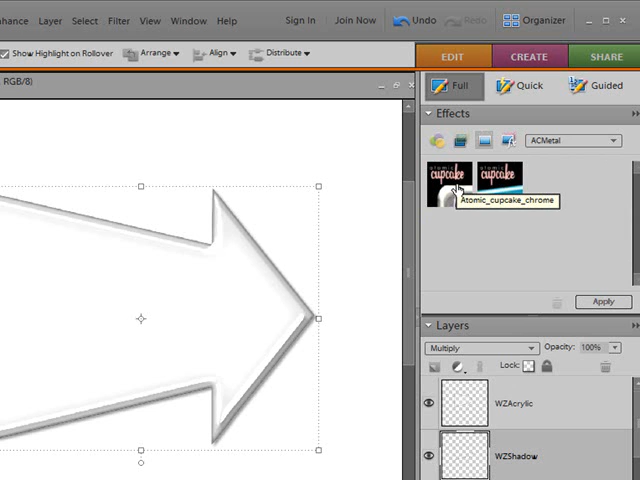 nhance Layer Select Filter View Window Help Sign In Join Now Undo Redo Organizer
Show Highlight on Rollover Arrange Align Distribute
EDIT CREATE SHARE
RGB/8)
Full Quick Guided
Effects
ACMetal
atomic cupcake atomic cupcake
Atomic_cupcake_chrome
Apply
Layers
Multiply Opacity: 100%
Lock:
WZAcrylic
WZShadow